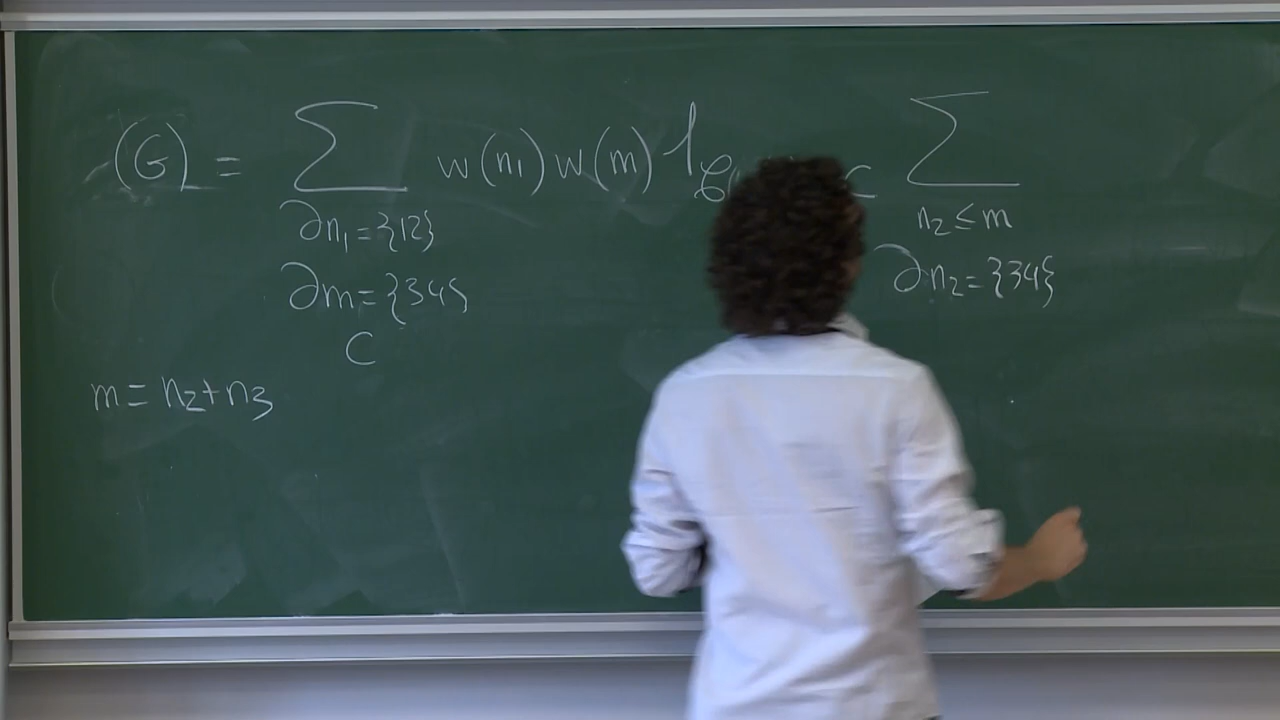 (G) = Σ w(n₁) w(m) 1 C Σ
∂n₁ = {12}
n₂ ≤ m
∂m = {34}
∂n₂ = {34}
C
m = n₂ + n₃